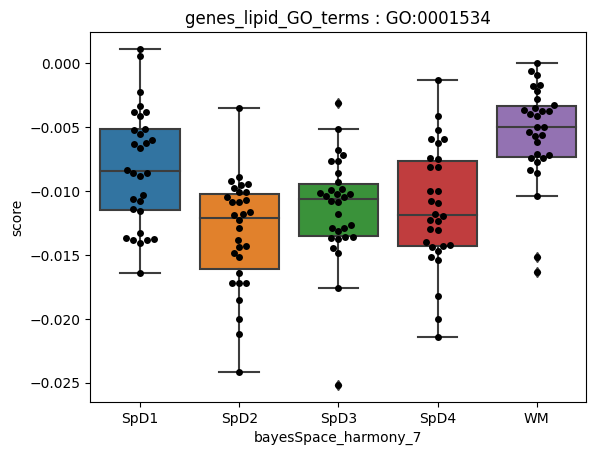 genes_lipid_GO_terms : GO:0001534
0.000
−0.005
−0.010
−0.015
−0.020
−0.025
score
SpD1 SpD2 SpD3 SpD4 WM
bayesSpace_harmony_7